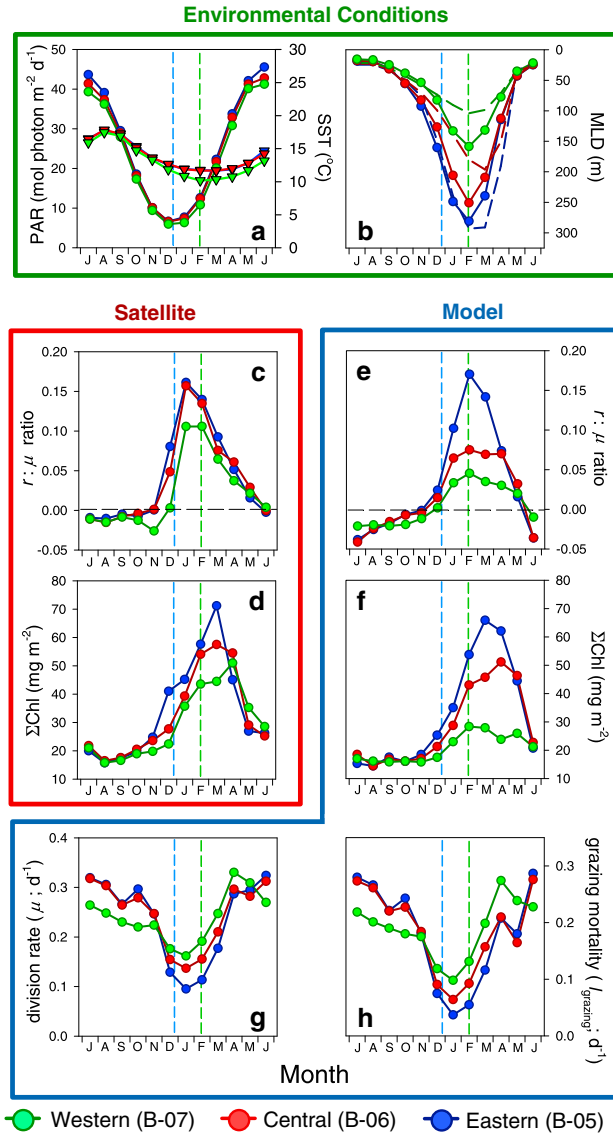 Environmental Conditions
PAR (mol photon m⁻² d⁻¹)
50
40
30
20
10
0
30
25
20
15
10
5
0
SST (°C)
a
J A S O N D J F M A M J
0
50
100
150
200
250
300
MLD (m)
b
J A S O N D J F M A M J
Satellite
Model
r : μ ratio
0.20
0.15
0.10
0.05
0.00
-0.05
c
J A S O N D J F M A M J
e
0.20
0.15
0.10
0.05
0.00
-0.05
r : μ ratio
J A S O N D J F M A M J
ΣChl (mg m⁻²)
80
70
60
50
40
30
20
10
d
J A S O N D J F M A M J
f
80
70
60
50
40
30
20
10
ΣChl (mg m⁻²)
J A S O N D J F M A M J
division rate (μ ; d⁻¹)
0.4
0.3
0.2
0.1
0.0
g
J A S O N D J F M A M J
h
0.3
0.2
0.1
0.0
grazing mortality ( l grazing; d⁻¹)
J A S O N D J F M A M J
Month
Western (B-07) Central (B-06) Eastern (B-05)